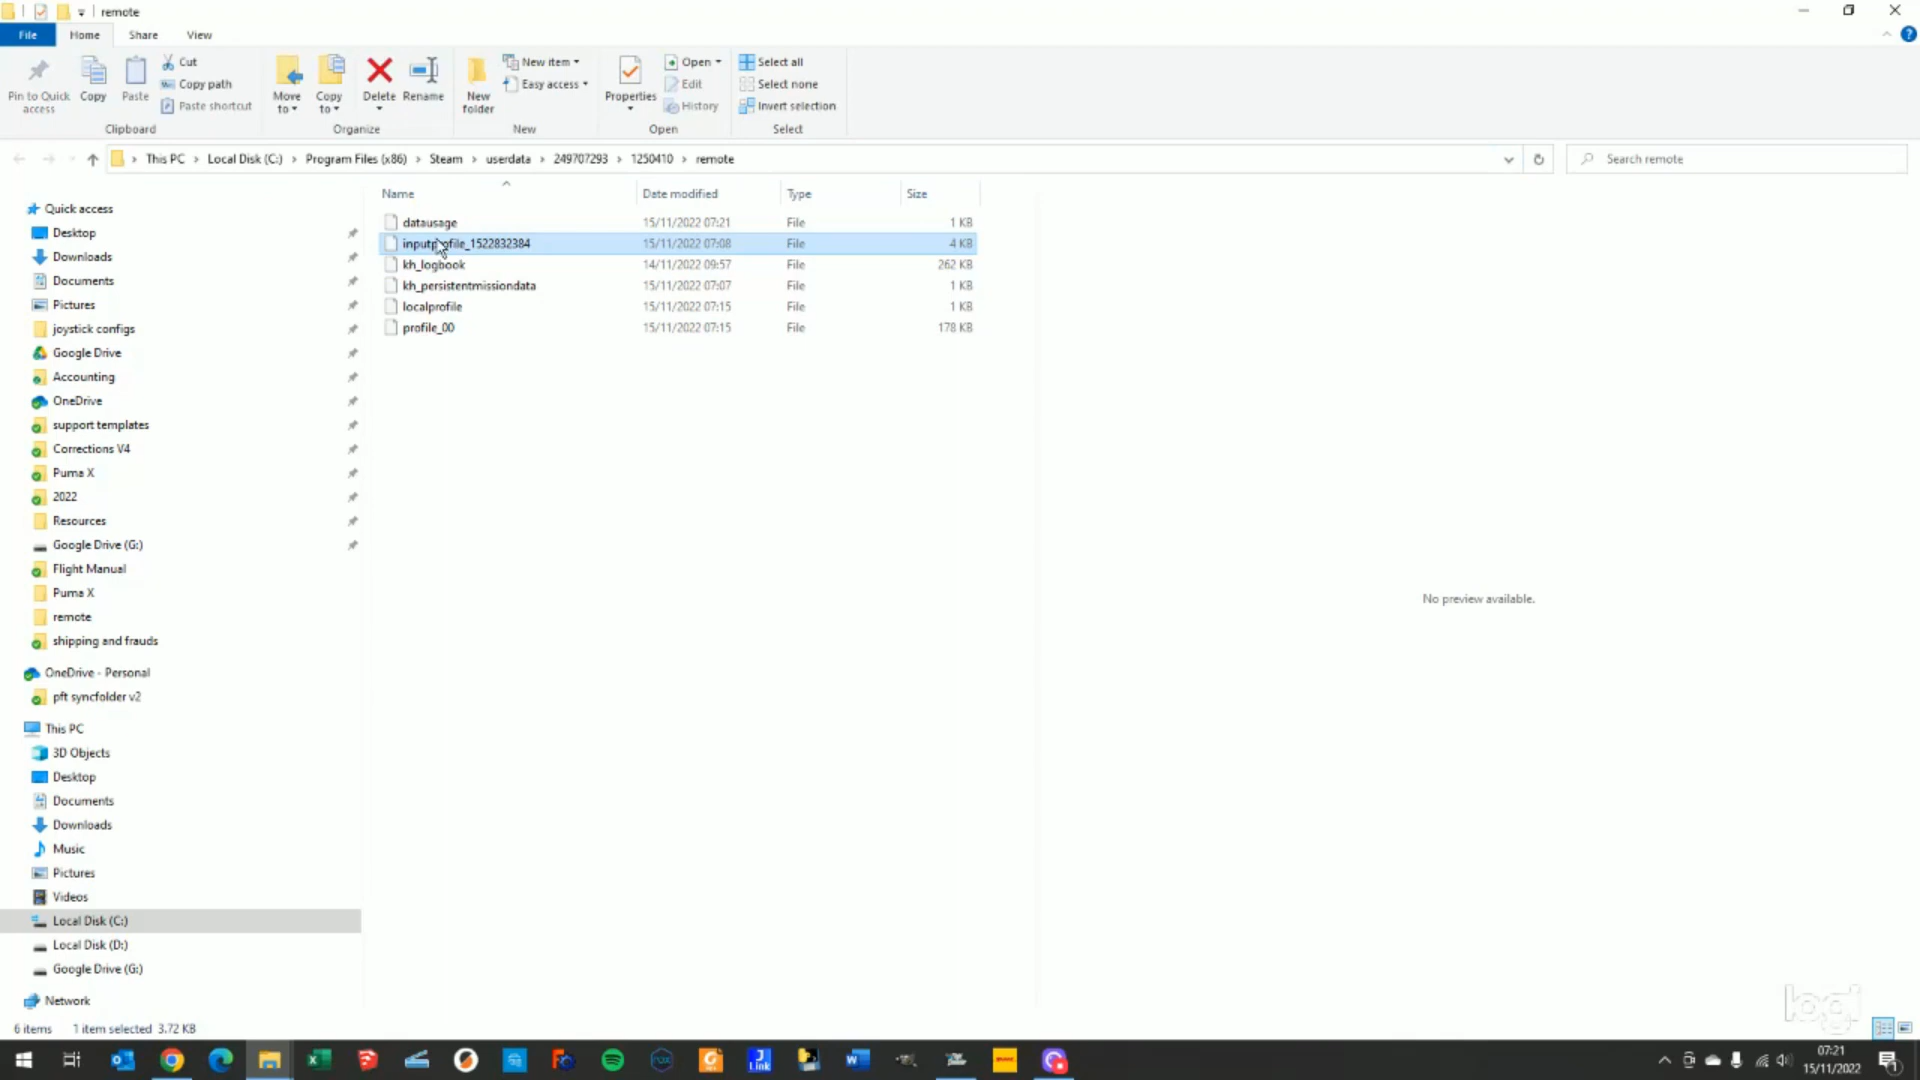 remote
File Home Share View
Pin to Quick access
Copy
Paste
Cut
Copy path
Paste shortcut
Clipboard
Move to
Copy to
Delete
Rename
Organize
New folder
New item
Easy access
New
Properties
Open
Edit
History
Open
Select all
Select none
Invert selection
Select
This PC > Local Disk (C:) > Program Files (x86) > Steam > userdata > 249707293 > 1250410 > remote
Search remote
Name Date modified Type Size
datausage 15/11/2022 07:21 File 1 KB
inputprofile_1522832384 15/11/2022 07:08 File 4 KB
kh_logbook 14/11/2022 09:57 File 262 KB
kh_persistentmissiondata 15/11/2022 07:07 File 1 KB
localprofile 15/11/2022 07:15 File 1 KB
profile_00 15/11/2022 07:15 File 178 KB
Quick access
Desktop
Downloads
Documents
Pictures
joystick configs
Google Drive
Accounting
OneDrive
support templates
Corrections V4
Puma X
2022
Resources
Google Drive (G:)
Flight Manual
Puma X
remote
shipping and frauds
OneDrive - Personal
pft syncfolder v2
This PC
3D Objects
Desktop
Documents
Downloads
Music
Pictures
Videos
Local Disk (C:)
Local Disk (D:)
Google Drive (G:)
Network
No preview available.
logi
6 items 1 item selected 3.72 KB
J Link
07:21
15/11/2022
1